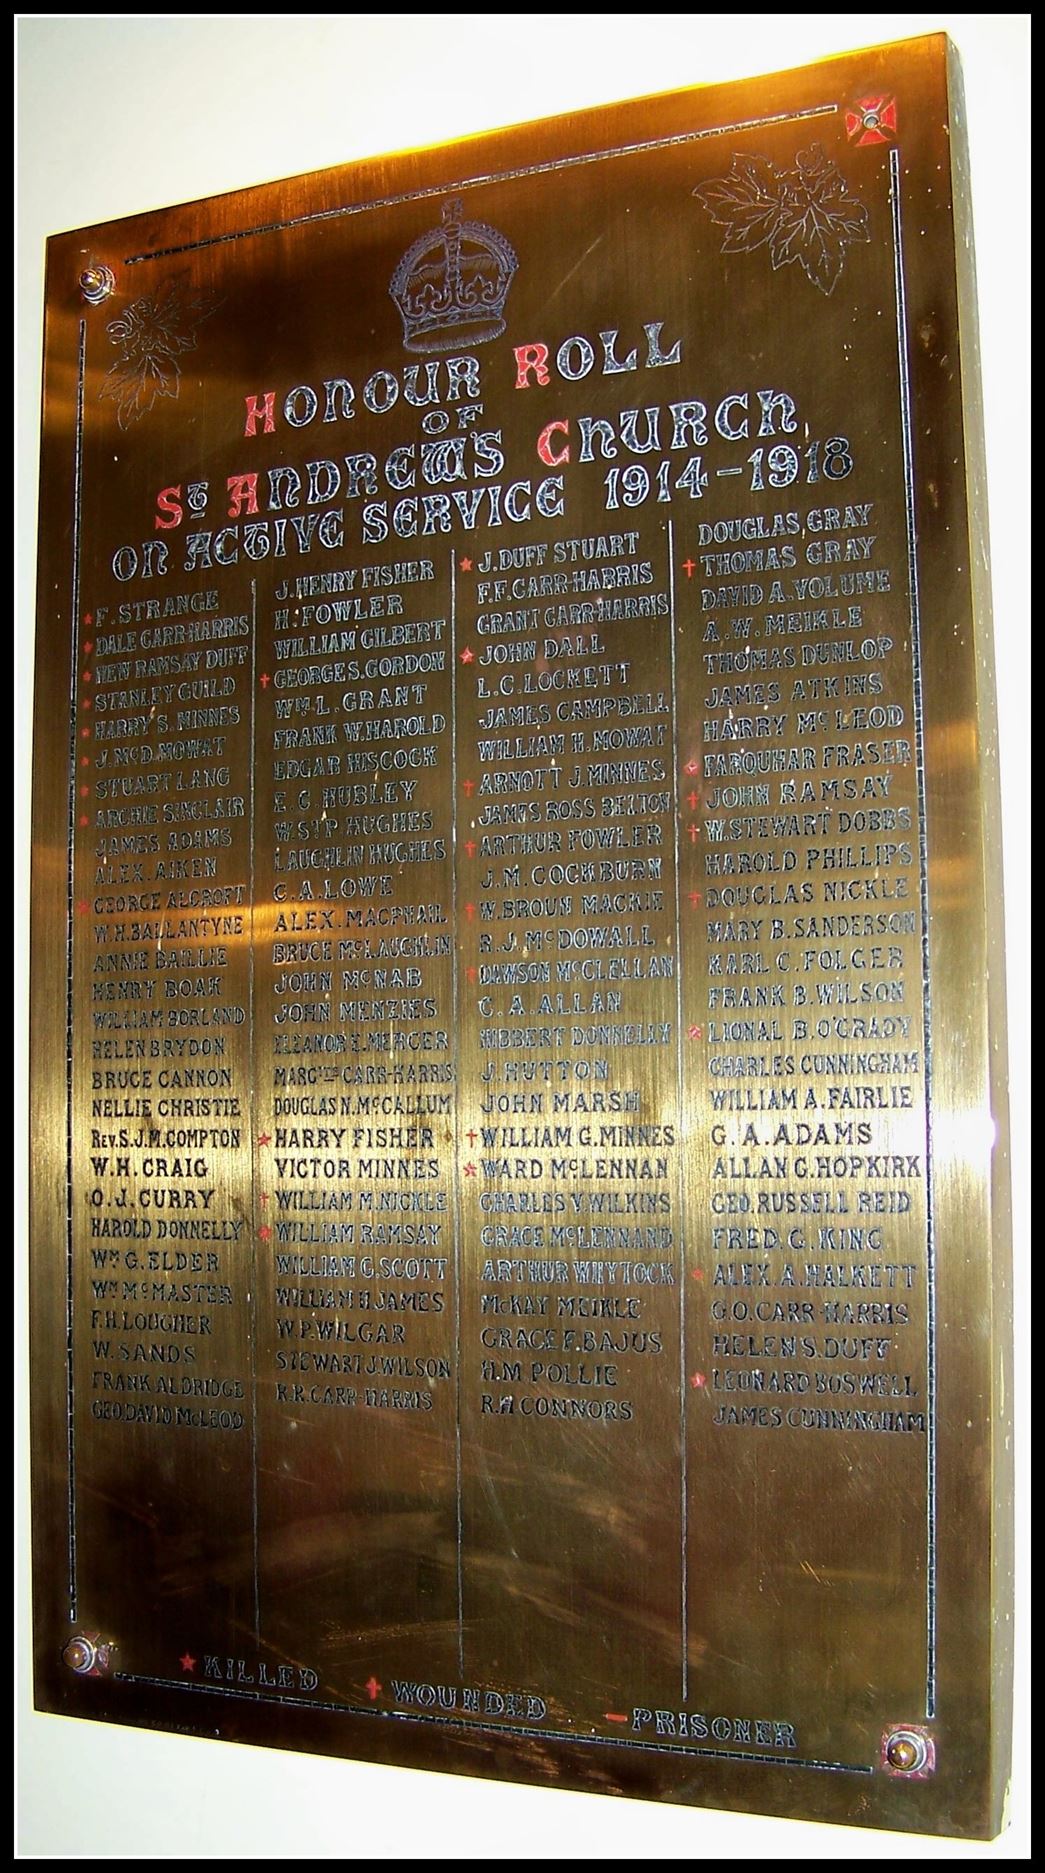 HONOUR ROLL
OF
ST ANDREW'S CHURCH
ON ACTIVE SERVICE 1914-1918
★F. STRANGE
★DALE CARR-HARRIS
★NEW RAMSAY DUFF
★STANLEY GUILD
★HARRY S. MINNES
★J. McD. MOWAT
★STUART LANG
★ARCHIE SINCLAIR
JAMES ADAMS
ALEX. AIKEN
GEORGE ALCROFT
W.H. BALLANTYNE
ANNIE BAILLIE
HENRY BOAK
WILLIAM BORLAND
HELEN BRYDON
BRUCE CANNON
NELLIE CHRISTIE
REV. S.J.M. COMPTON
W.H. CRAIG
O.J. CURRY
HAROLD DONNELLY
WM G. ELDER
WM McMASTER
F.H. LOUGHER
W. SANDS
FRANK ALDRIDGE
GEO. DAVID McLEOD
J. HENRY FISHER
H. FOWLER
WILLIAM GILBERT
†GEORGE S. GORDON
WM L. GRANT
FRANK W. HAROLD
EDGAR HISCOCK
E.C. HUBLEY
W ST P. HUGHES
LAUGHLIN HUGHES
C.A. LOWE
ALEX. MACPHAIL
BRUCE McLAUGHLIN
JOHN McNAB
JOHN MENZIES
ELEANOR E. MERCER
MARGTTE CARR-HARRIS
DOUGLAS N. McCALLUM
★HARRY FISHER
VICTOR MINNES
†WILLIAM M. NICKLE
★WILLIAM RAMSAY
WILLIAM G. SCOTT
WILLIAM H. JAMES
W.P. WILGAR
STEWART J. WILSON
R.R. CARR-HARRIS
★J. DUFF STUART
F.F. CARR-HARRIS
GRANT CARR-HARRIS
★JOHN DALL
L.C. LOCKETT
-JAMES CAMPBELL
WILLIAM H. MOWAT
†ARNOTT J. MINNES
JAMES ROSS BELTON
†ARTHUR FOWLER
J.M. COCKBURN
†W. BROUN MACKIE
R.J. McDOWALL
†DAWSON McCLELLAN
C.A. ALLAN
HIBBERT DONNELLY
J. HUTTON
JOHN MARSH
†WILLIAM G. MINNES
★WARD McLENNAN
CHARLES V. WILKINS
GRACE McLENNAND
ARTHUR WHYTOCK
McKAY MEIKLE
GRACE F. BAJUS
H.M POLLIE
R.H CONNORS
DOUGLAS GRAY
†THOMAS GRAY
DAVID A. VOLUME
A.W. MEIKLE
THOMAS DUNLOP
JAMES ATKINS
HARRY McLEOD
★FARQUHAR FRASER
†JOHN RAMSAY
†W. STEWART DOBBS
HAROLD PHILLIPS
†DOUGLAS NICKLE
MARY B. SANDERSON
KARL C. FOLGER
FRANK B. WILSON
★LIONAL B. O'GRADY
CHARLES CUNNINGHAM
WILLIAM A. FAIRLIE
G.A. ADAMS
ALLAN G. HOPKIRK
GEO. RUSSELL REID
FRED. G. KING
★ALEX. A. HALKETT
G.O. CARR-HARRIS
HELEN S. DUFF
★LEONARD BOSWELL
JAMES CUNNINGHAM
★KILLED †WOUNDED -PRISONER